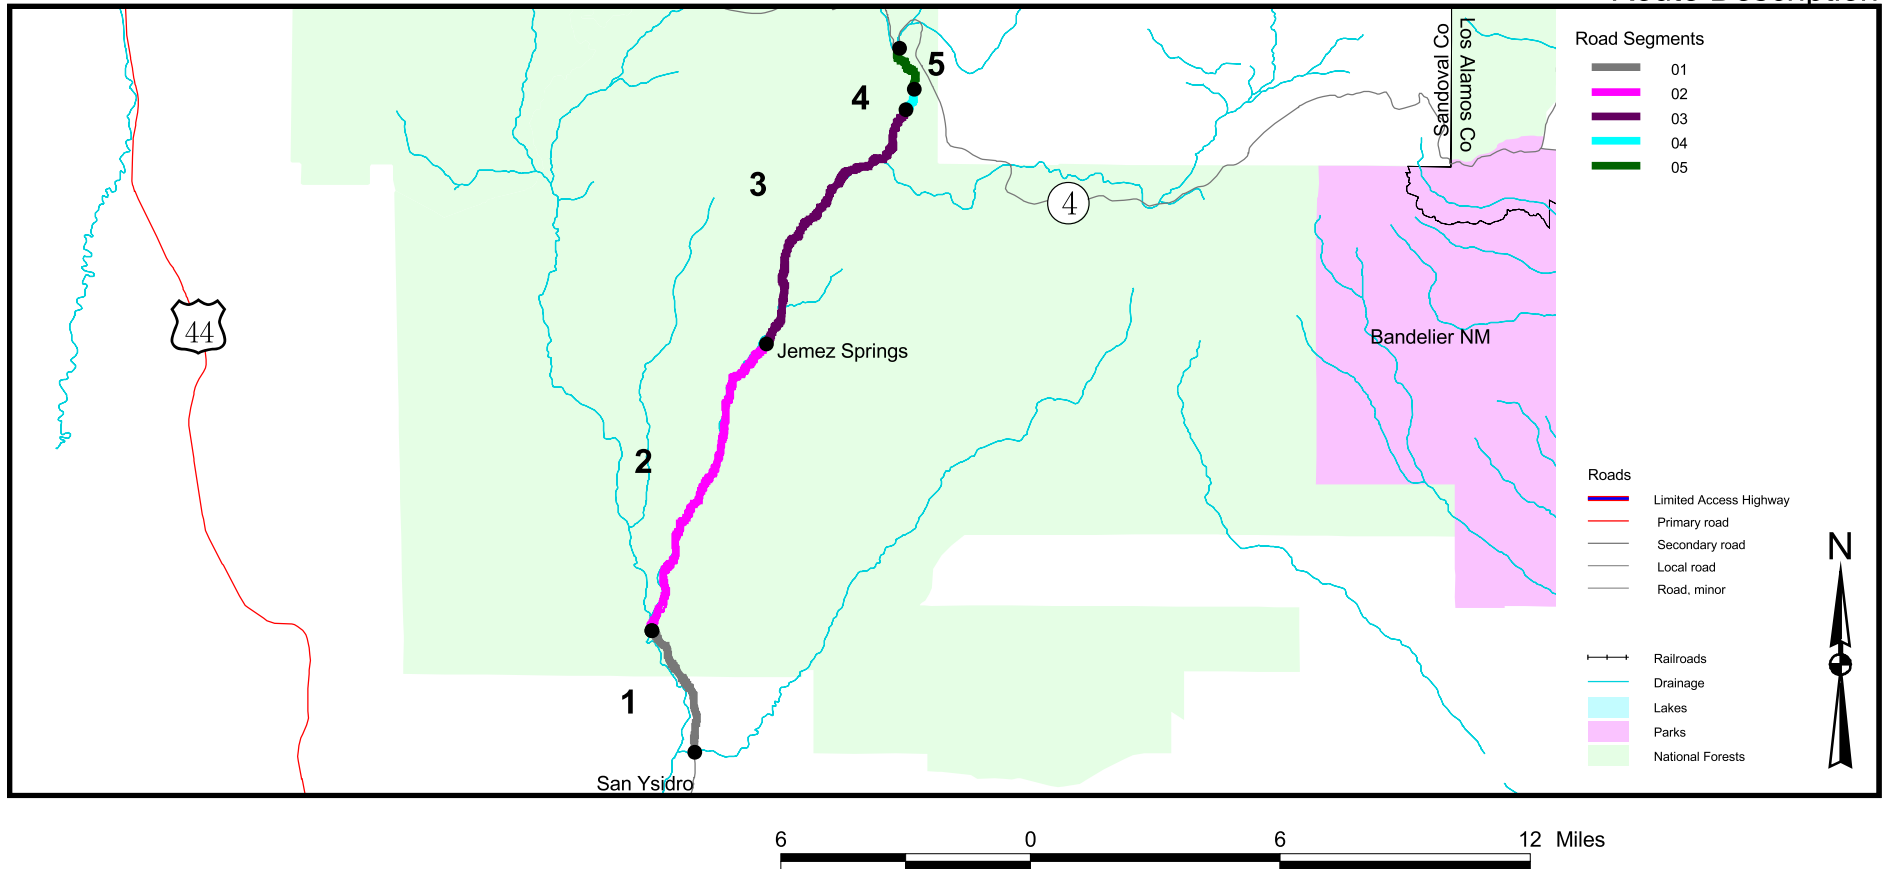 Route Description
Road Segments
01
02
03
04
05
Los Alamos Co
Sandoval Co
5
4
3
4
44
Bandelier NM
Jemez Springs
2
1
San Ysidro
Roads
Limited Access Highway
Primary road
Secondary road
Local road
Road, minor
Railroads
Drainage
Lakes
Parks
National Forests
N
6 0 6 12 Miles